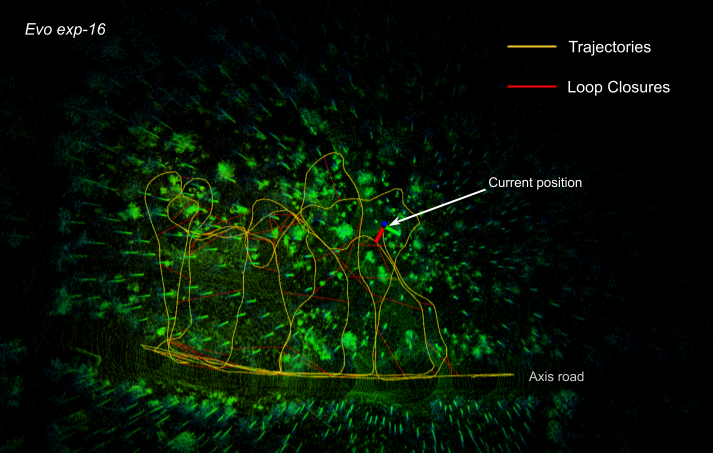 Evo exp-16
Trajectories
Loop Closures
Current position
Axis road